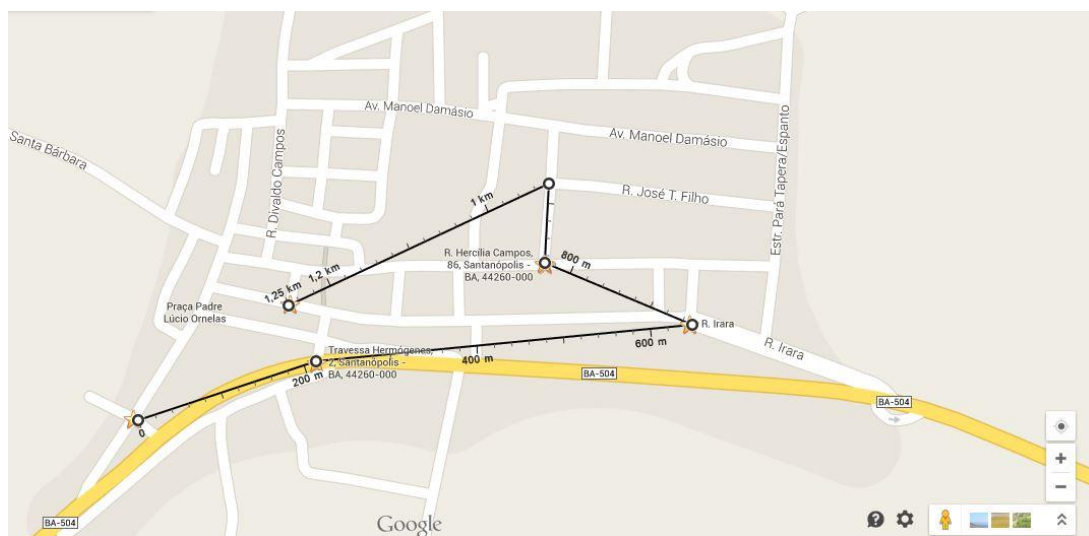 Av. Manoel Damásio
Av. Manoel Damásio
Santa Bárbara
R. Divaldo Campos
Estr. Pará Tapera/Espanto
R. José T. Filho
1 km
R. Hercília Campos,
86, Santanópolis -
BA, 44260-000
800 m
1,2 km
1,25 km
Praça Padre
Lúcio Ornelas
R. Irara
R. Irara
600 m
400 m
Travessa Hermógenes,
2, Santanópolis -
BA, 44260-000
200 m
BA-504
BA-504
0
BA-504
Google